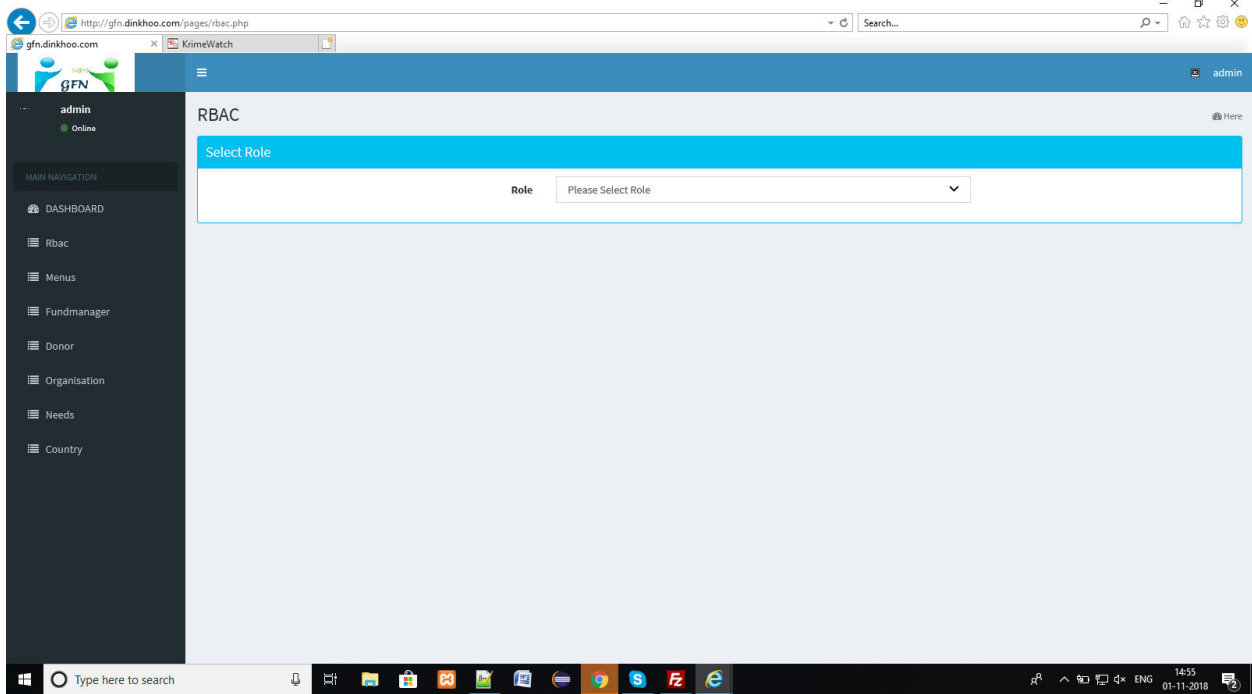 http://gfn.dinkhoo.com/pages/rbac.php
Search...
gfn.dinkhoo.com
KrimeWatch
GFN
admin
admin
Online
RBAC
Here
Select Role
MAIN NAVIGATION
Role
Please Select Role
DASHBOARD
Rbac
Menus
Fundmanager
Donor
Organisation
Needs
Country
Type here to search
ENG
14:55
01-11-2018
2